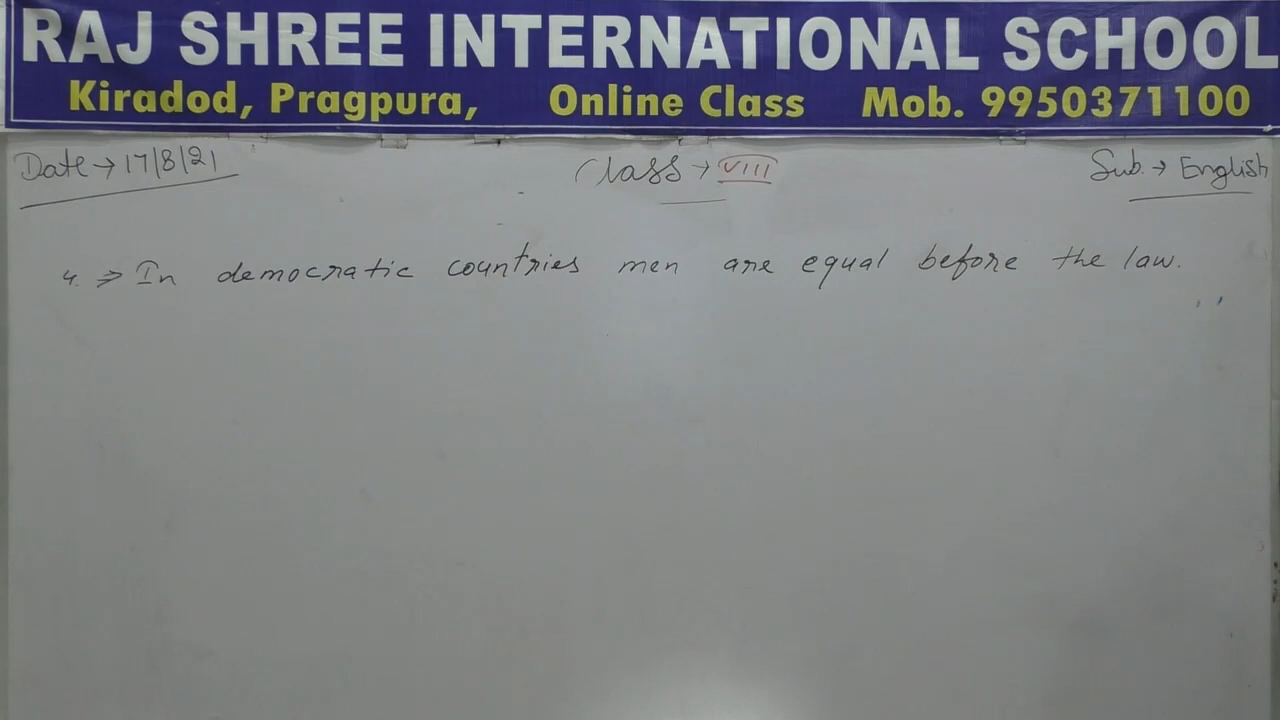 RAJ SHREE INTERNATIONAL SCHOOL
Kiradod, Pragpura, Online Class Mob. 9950371100
Date → 17/8/21 Class → VIII Sub. → English
4. ⇒ In democratic countries men are equal before the law.